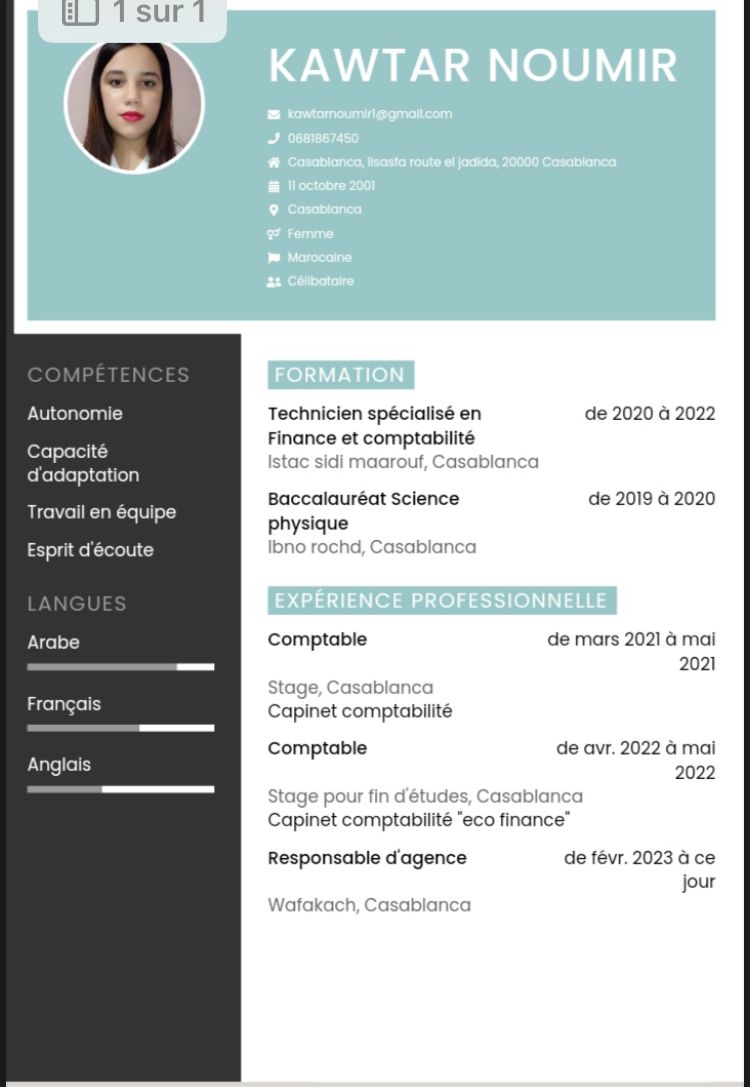 1 sur 1
KAWTAR NOUMIR
kawtarnoumir1@gmail.com
0681867450
Casablanca, lisasfa route el jadida, 20000 Casablanca
11 octobre 2001
Casablanca
Femme
Marocaine
Célibataire
COMPÉTENCES
Autonomie
Capacité
d'adaptation
Travail en équipe
Esprit d'écoute
LANGUES
Arabe
Français
Anglais
FORMATION
Technicien spécialisé en de 2020 à 2022
Finance et comptabilité
Istac sidi maarouf, Casablanca
Baccalauréat Science de 2019 à 2020
physique
Ibno rochd, Casablanca
EXPÉRIENCE PROFESSIONNELLE
Comptable de mars 2021 à mai
2021
Stage, Casablanca
Capinet comptabilité
Comptable de avr. 2022 à mai
2022
Stage pour fin d'études, Casablanca
Capinet comptabilité "eco finance"
Responsable d'agence de févr. 2023 à ce
jour
Wafakach, Casablanca